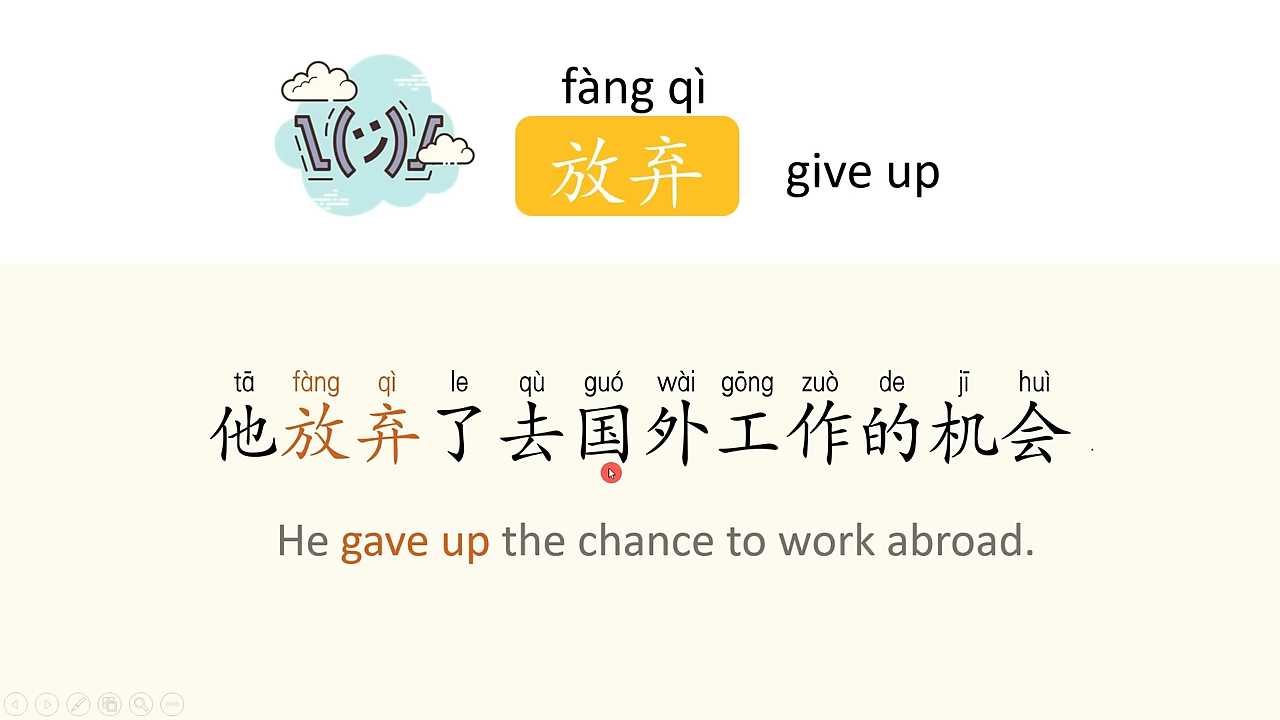 fàng qì
放弃
give up
tā fàng qì le qù guó wài gōng zuò de jī huì
他放弃了去国外工作的机会.
He gave up the chance to work abroad.